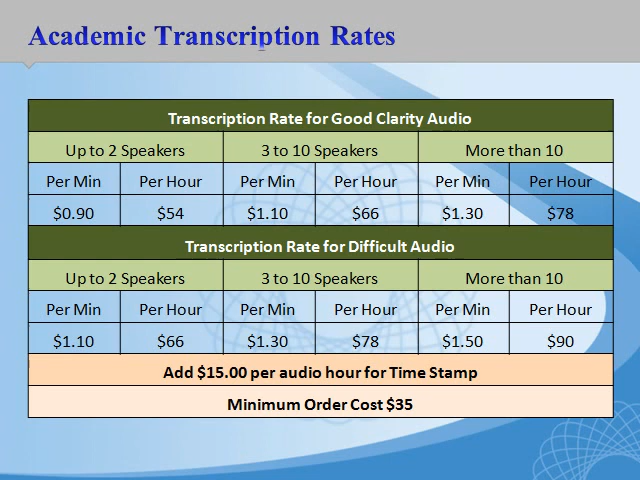 Academic Transcription Rates
Transcription Rate for Good Clarity Audio
Up to 2 Speakers 3 to 10 Speakers More than 10
Per Min Per Hour Per Min Per Hour Per Min Per Hour
$0.90 $54 $1.10 $66 $1.30 $78
Transcription Rate for Difficult Audio
Up to 2 Speakers 3 to 10 Speakers More than 10
Per Min Per Hour Per Min Per Hour Per Min Per Hour
$1.10 $66 $1.30 $78 $1.50 $90
Add $15.00 per audio hour for Time Stamp
Minimum Order Cost $35